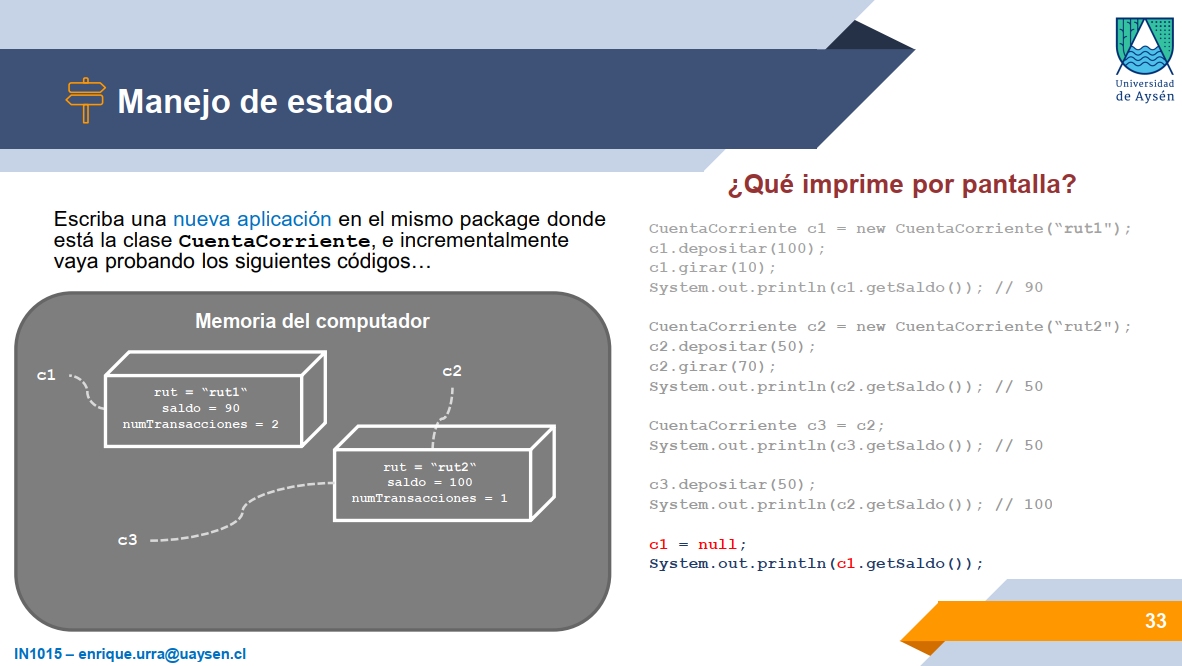 Universidad
de Aysén
Manejo de estado
Escriba una nueva aplicación en el mismo package donde
está la clase CuentaCorriente, e incrementalmente
vaya probando los siguientes códigos…
Memoria del computador
c1
rut = “rut1“
saldo = 90
numTransacciones = 2
c2
rut = “rut2“
saldo = 100
numTransacciones = 1
c3
¿Qué imprime por pantalla?
CuentaCorriente c1 = new CuentaCorriente(“rut1");
c1.depositar(100);
c1.girar(10);
System.out.println(c1.getSaldo()); // 90
CuentaCorriente c2 = new CuentaCorriente(“rut2");
c2.depositar(50);
c2.girar(70);
System.out.println(c2.getSaldo()); // 50
CuentaCorriente c3 = c2;
System.out.println(c3.getSaldo()); // 50
c3.depositar(50);
System.out.println(c2.getSaldo()); // 100
c1 = null;
System.out.println(c1.getSaldo());
33
IN1015 – enrique.urra@uaysen.cl